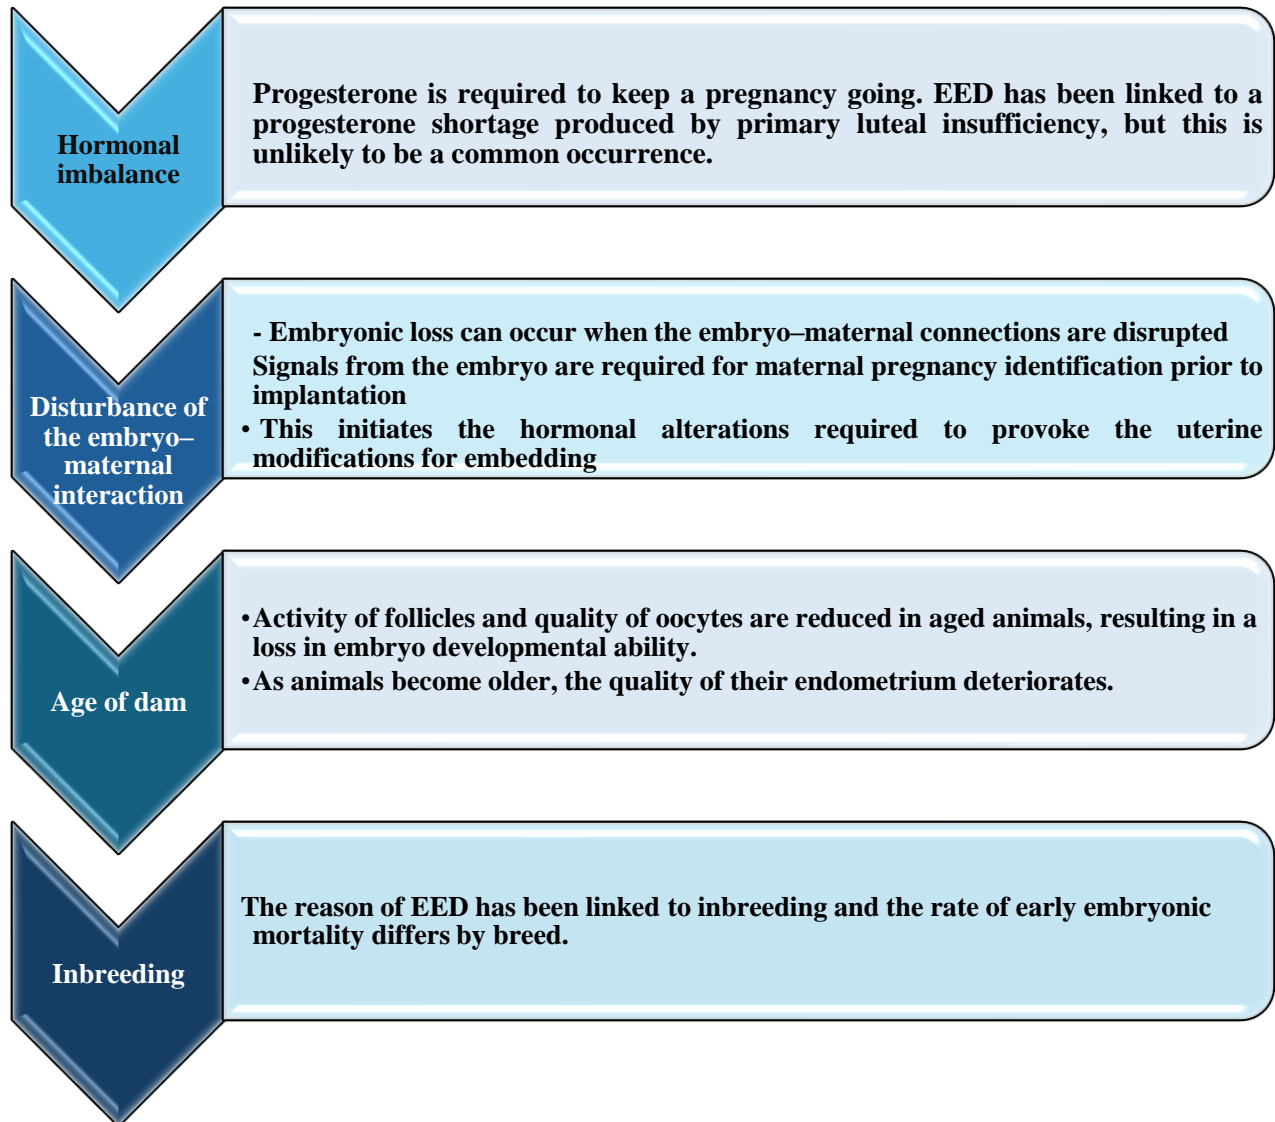 Hormonal
imbalance
Progesterone is required to keep a pregnancy going. EED has been linked to a
progesterone shortage produced by primary luteal insufficiency, but this is
unlikely to be a common occurrence.
Disturbance of
the embryo–
maternal
interaction
- Embryonic loss can occur when the embryo–maternal connections are disrupted
Signals from the embryo are required for maternal pregnancy identification prior to
implantation
• This initiates the hormonal alterations required to provoke the uterine
modifications for embedding
Age of dam
•Activity of follicles and quality of oocytes are reduced in aged animals, resulting in a
loss in embryo developmental ability.
•As animals become older, the quality of their endometrium deteriorates.
Inbreeding
The reason of EED has been linked to inbreeding and the rate of early embryonic
mortality differs by breed.